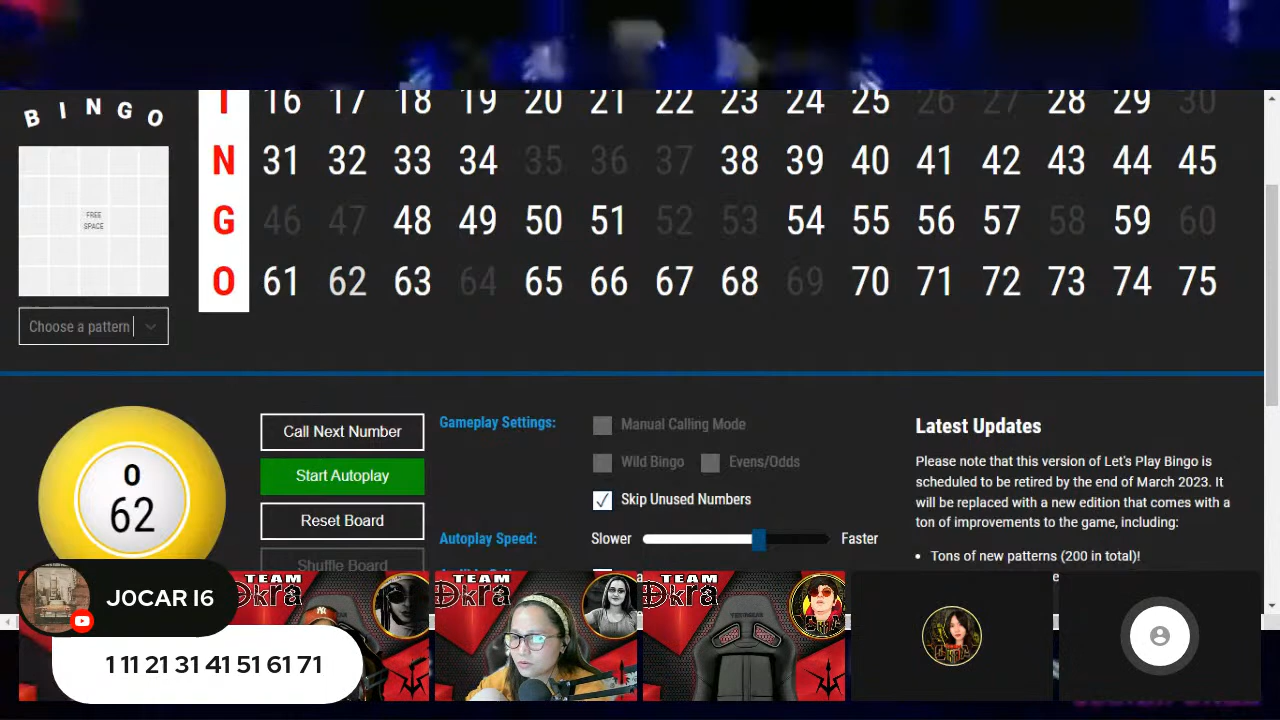 B I N G O
I 16 17 18 19 20 21 22 23 24 25 26 27 28 29 30
N 31 32 33 34 35 36 37 38 39 40 41 42 43 44 45
G 46 47 48 49 50 51 52 53 54 55 56 57 58 59 60
O 61 62 63 64 65 66 67 68 69 70 71 72 73 74 75
FREE
SPACE
Choose a pattern
O
62
Call Next Number
Start Autoplay
Reset Board
Shuffle Board
Gameplay Settings:
Manual Calling Mode
Wild Bingo Evens/Odds
Skip Unused Numbers
Autoplay Speed:
Slower Faster
Latest Updates
Please note that this version of Let's Play Bingo is
scheduled to be retired by the end of March 2023. It
will be replaced with a new edition that comes with a
ton of improvements to the game, including:
• Tons of new patterns (200 in total)!
TEAM
TEAM
TEAM
JOCAR I6
1 11 21 31 41 51 61 71